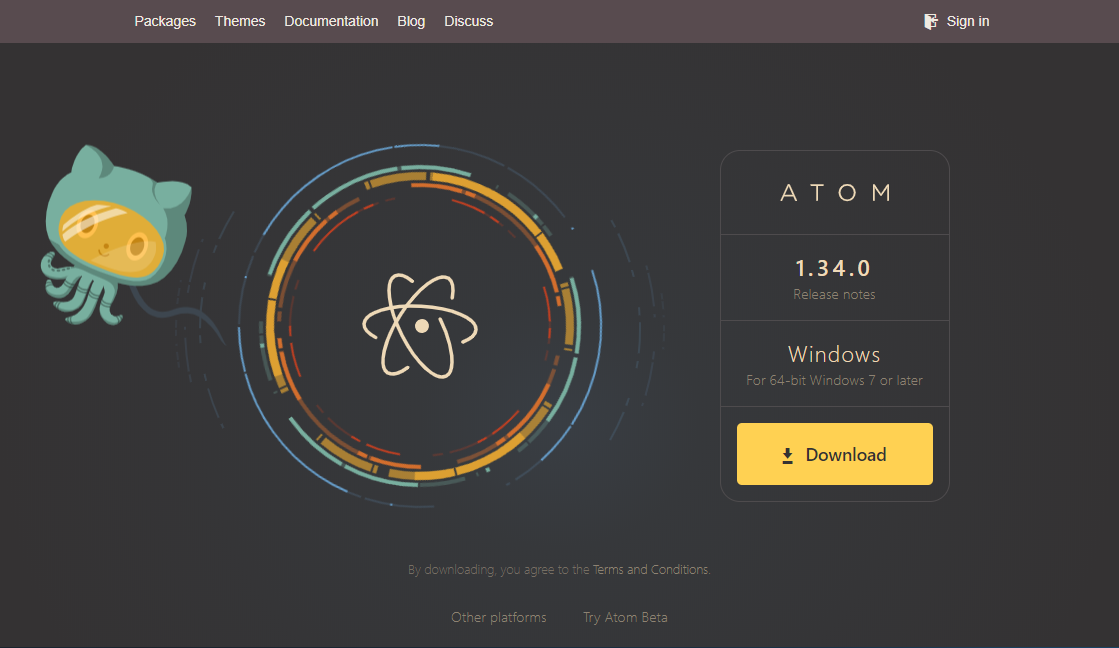 Packages Themes Documentation Blog Discuss Sign in
ATOM
1.34.0
Release notes
Windows
For 64-bit Windows 7 or later
Download
By downloading, you agree to the Terms and Conditions.
Other platforms Try Atom Beta